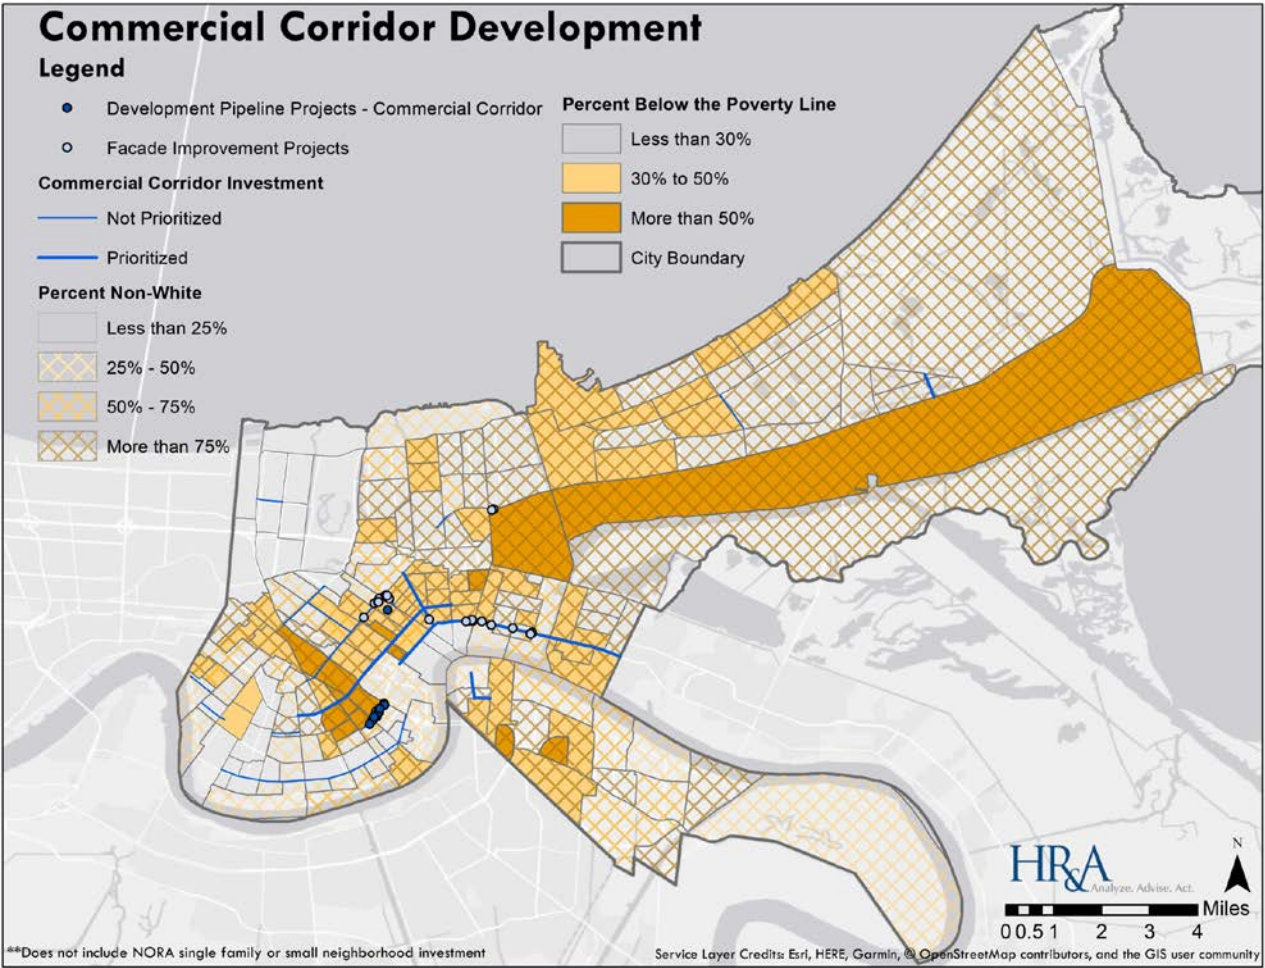 Commercial Corridor Development
Legend
Development Pipeline Projects - Commercial Corridor
Facade Improvement Projects
Commercial Corridor Investment
Not Prioritized
Prioritized
Percent Non-White
Less than 25%
25% - 50%
50% - 75%
More than 75%
Percent Below the Poverty Line
Less than 30%
30% to 50%
More than 50%
City Boundary
HR&A
Analyze. Advise. Act.
N
Miles
0 0.5 1 2 3 4
**Does not include NORA single family or small neighborhood investment
Service Layer Credits: Esri, HERE, Garmin, © OpenStreetMap contributors, and the GIS user community